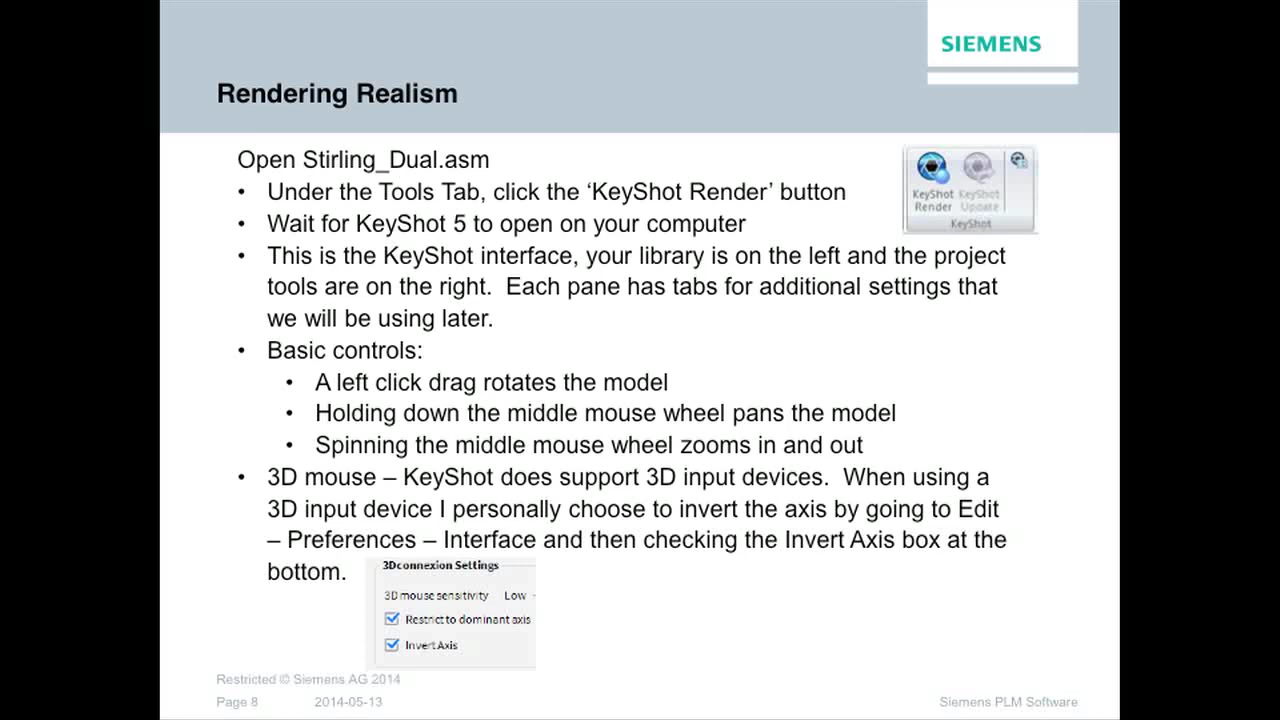 SIEMENS
Rendering Realism
Open Stirling_Dual.asm
• Under the Tools Tab, click the ‘KeyShot Render’ button
KeyShot Render
KeyShot Update
KeyShot
• Wait for KeyShot 5 to open on your computer
• This is the KeyShot interface, your library is on the left and the project
tools are on the right.  Each pane has tabs for additional settings that
we will be using later.
• Basic controls:
• A left click drag rotates the model
• Holding down the middle mouse wheel pans the model
• Spinning the middle mouse wheel zooms in and out
• 3D mouse – KeyShot does support 3D input devices.  When using a
3D input device I personally choose to invert the axis by going to Edit
– Preferences – Interface and then checking the Invert Axis box at the
bottom.
3Dconnexion Settings
3D mouse sensitivity Low
Restrict to dominant axis
Invert Axis
Restricted © Siemens AG 2014
Page 8 2014-05-13 Siemens PLM Software